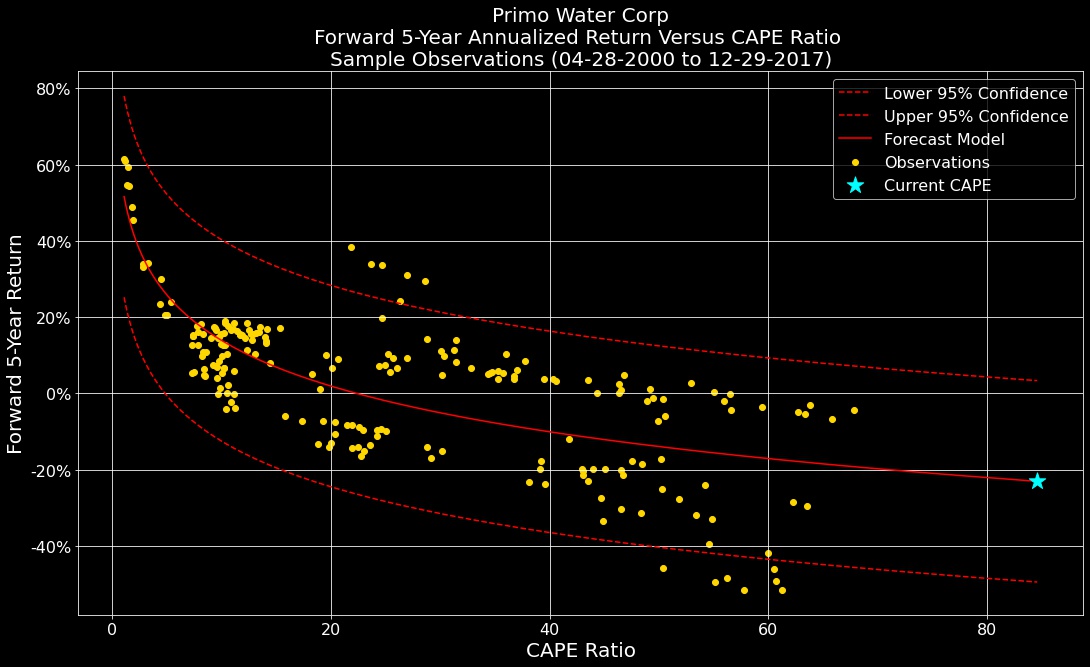 Primo Water Corp
Forward 5-Year Annualized Return Versus CAPE Ratio
Sample Observations (04-28-2000 to 12-29-2017)
Lower 95% Confidence
Upper 95% Confidence
Forecast Model
Observations
Current CAPE
Forward 5-Year Return
80%
60%
40%
20%
0%
-20%
-40%
0
20
40
60
80
CAPE Ratio